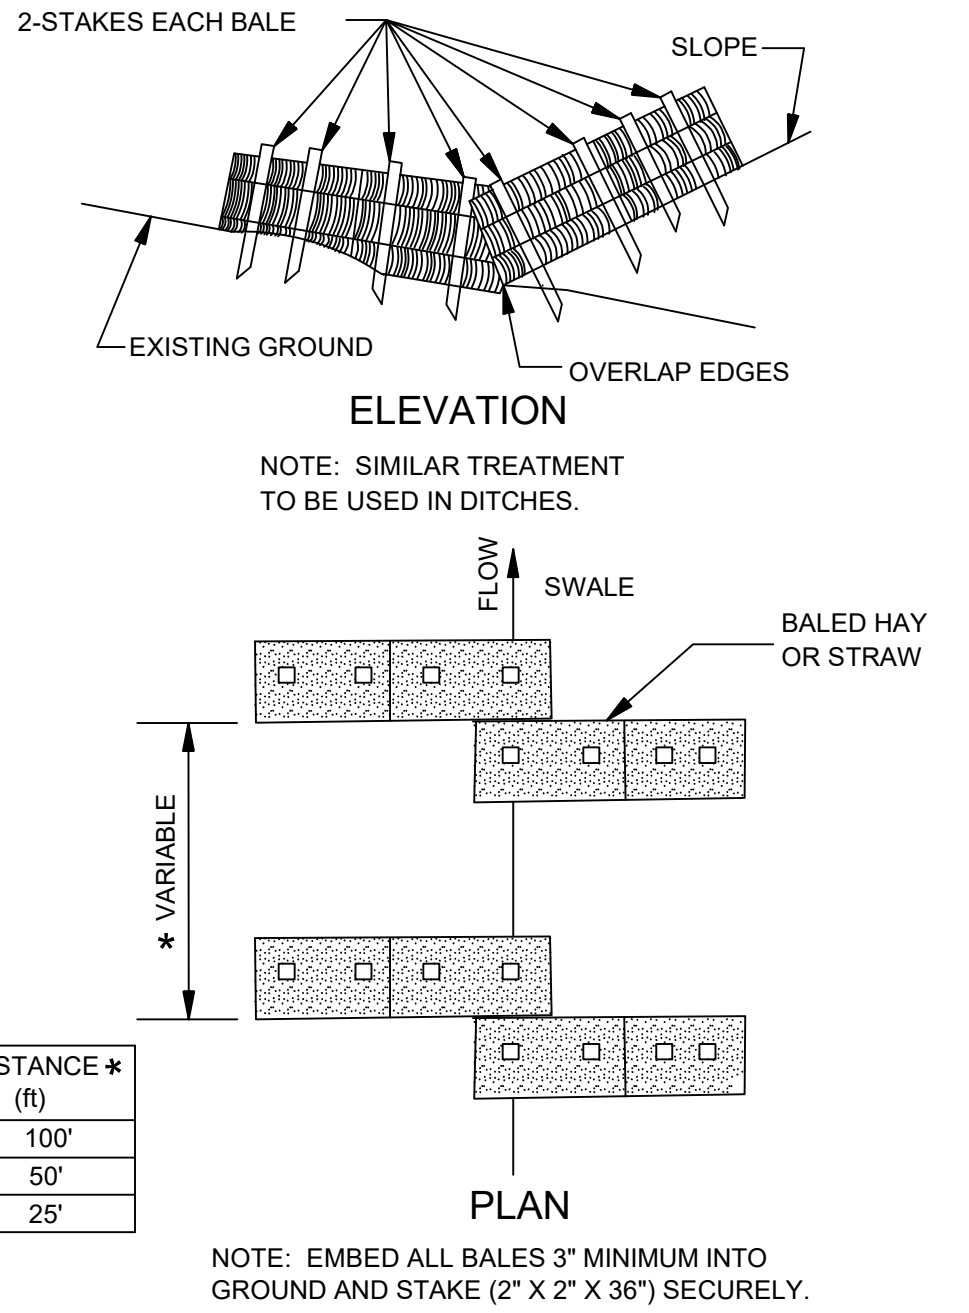 2-STAKES EACH BALE
SLOPE
EXISTING GROUND
OVERLAP EDGES
ELEVATION
NOTE: SIMILAR TREATMENT
TO BE USED IN DITCHES.
FLOW
SWALE
BALED HAY
OR STRAW
* VARIABLE
STANCE *
(ft)
100'
50'
25'
PLAN
NOTE: EMBED ALL BALES 3" MINIMUM INTO
GROUND AND STAKE (2" X 2" X 36") SECURELY.